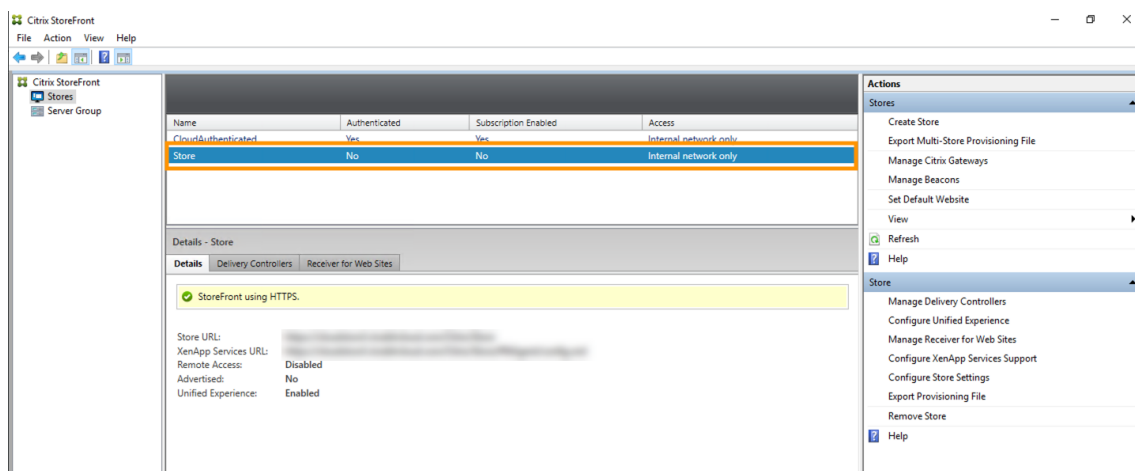 Citrix StoreFront
File Action View Help
Citrix StoreFront
Stores
Server Group
Name Authenticated Subscription Enabled Access
CloudAuthenticated Yes Yes Internal network only
Store No No Internal network only
Details - Store
Details Delivery Controllers Receiver for Web Sites
StoreFront using HTTPS.
Store URL:
XenApp Services URL:
Remote Access: Disabled
Advertised: No
Unified Experience: Enabled
Actions
Stores
Create Store
Export Multi-Store Provisioning File
Manage Citrix Gateways
Manage Beacons
Set Default Website
View
Refresh
Help
Store
Manage Delivery Controllers
Configure Unified Experience
Manage Receiver for Web Sites
Configure XenApp Services Support
Configure Store Settings
Export Provisioning File
Remove Store
Help